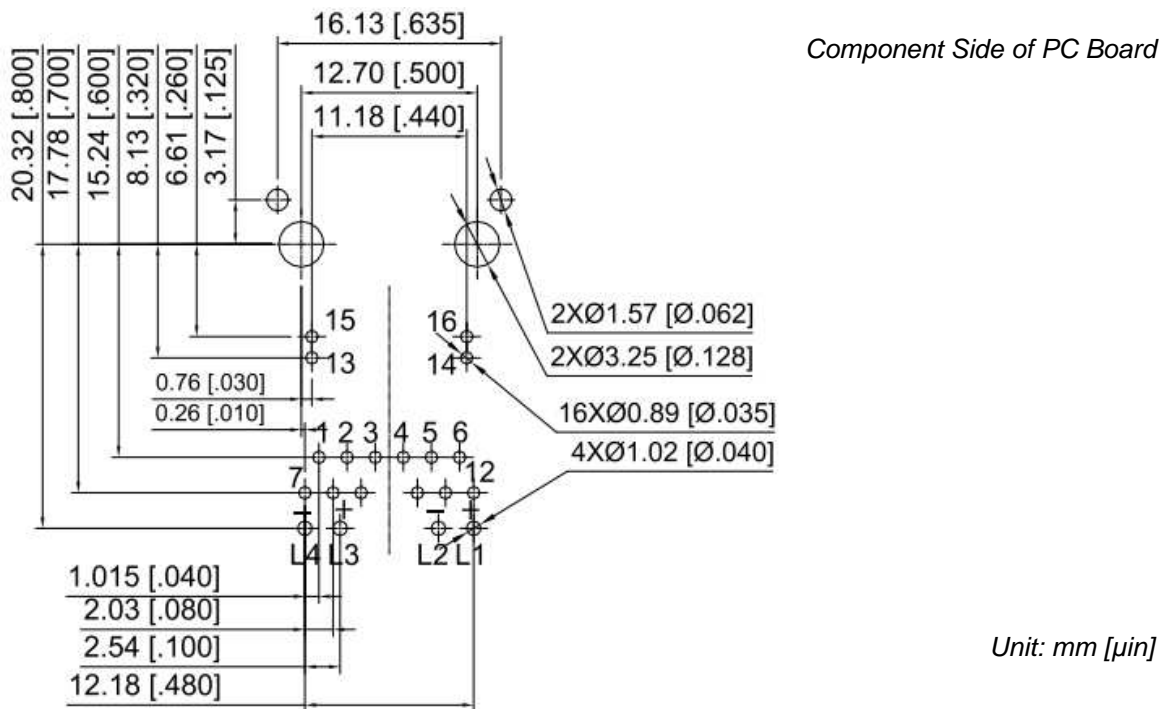 16.13 [.635]
Component Side of PC Board
12.70 [.500]
11.18 [.440]
20.32 [.800]
17.78 [.700]
15.24 [.600]
8.13 [.320]
6.61 [.260]
3.17 [.125]
15 16
13 14
2XØ1.57 [Ø.062]
2XØ3.25 [Ø.128]
0.76 [.030]
0.26 [.010]
16XØ0.89 [Ø.035]
4XØ1.02 [Ø.040]
1 2 3 4 5 6
7 12
− + − +
L4 L3 L2 L1
1.015 [.040]
2.03 [.080]
2.54 [.100]
12.18 [.480]
Unit: mm [µin]